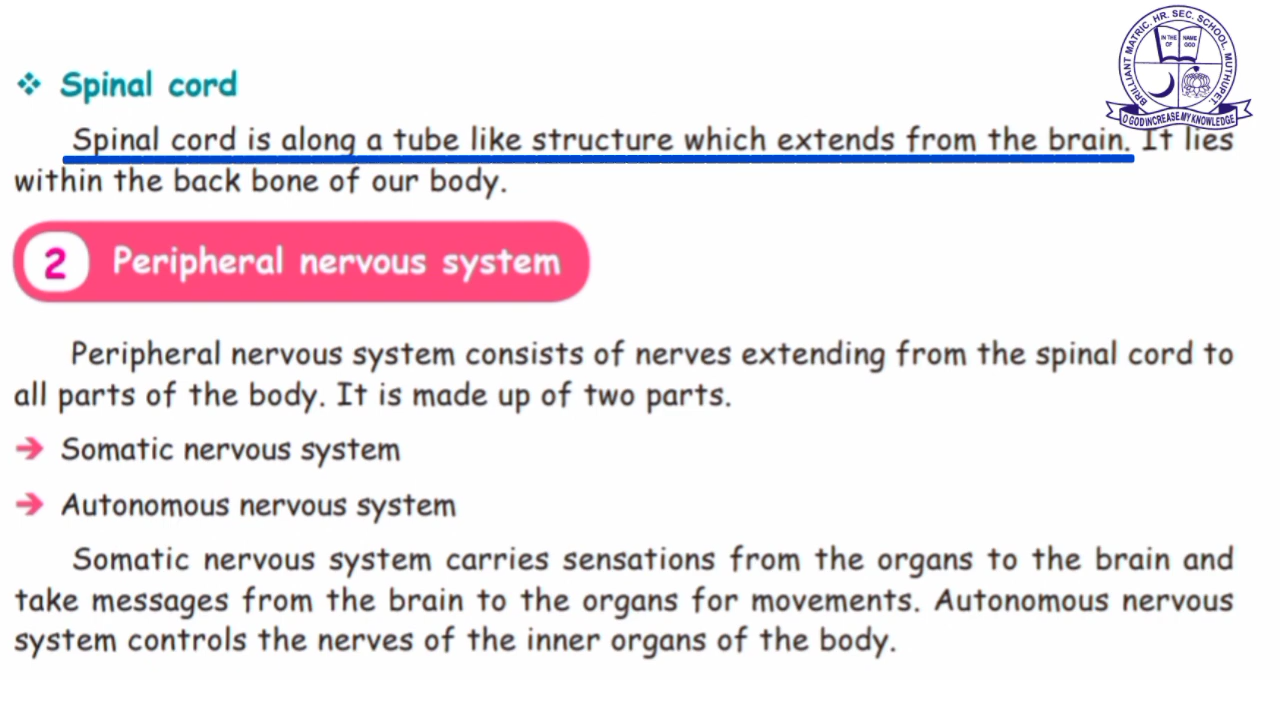 BRILLIANT MATRIC. HR. SEC. SCHOOL. MUTHUPET.
IN THE NAME
OF GOD
O GOD INCREASE MY KNOWLEDGE
❖ Spinal cord
Spinal cord is along a tube like structure which extends from the brain. It lies
within the back bone of our body.
2 Peripheral nervous system
Peripheral nervous system consists of nerves extending from the spinal cord to
all parts of the body. It is made up of two parts.
➔ Somatic nervous system
➔ Autonomous nervous system
Somatic nervous system carries sensations from the organs to the brain and
take messages from the brain to the organs for movements. Autonomous nervous
system controls the nerves of the inner organs of the body.